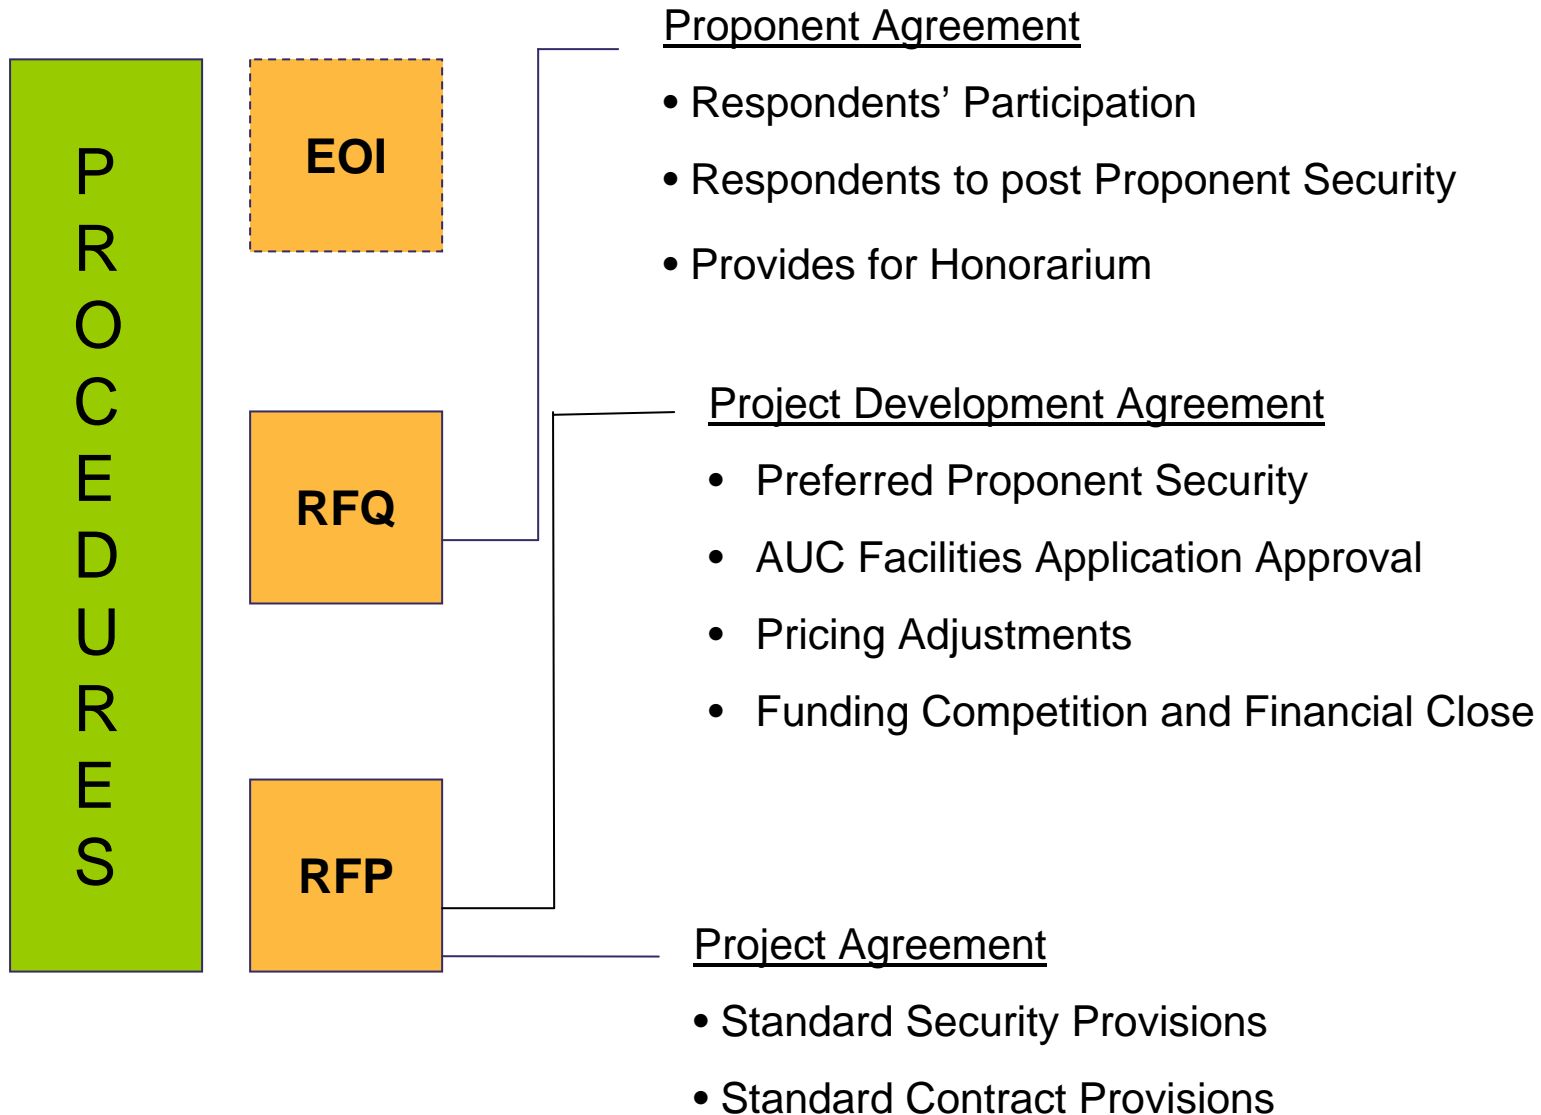 PROCEDURES
EOI
RFQ
RFP
Proponent Agreement
• Respondents’ Participation
• Respondents to post Proponent Security
• Provides for Honorarium
Project Development Agreement
• Preferred Proponent Security
• AUC Facilities Application Approval
• Pricing Adjustments
• Funding Competition and Financial Close
Project Agreement
• Standard Security Provisions
• Standard Contract Provisions